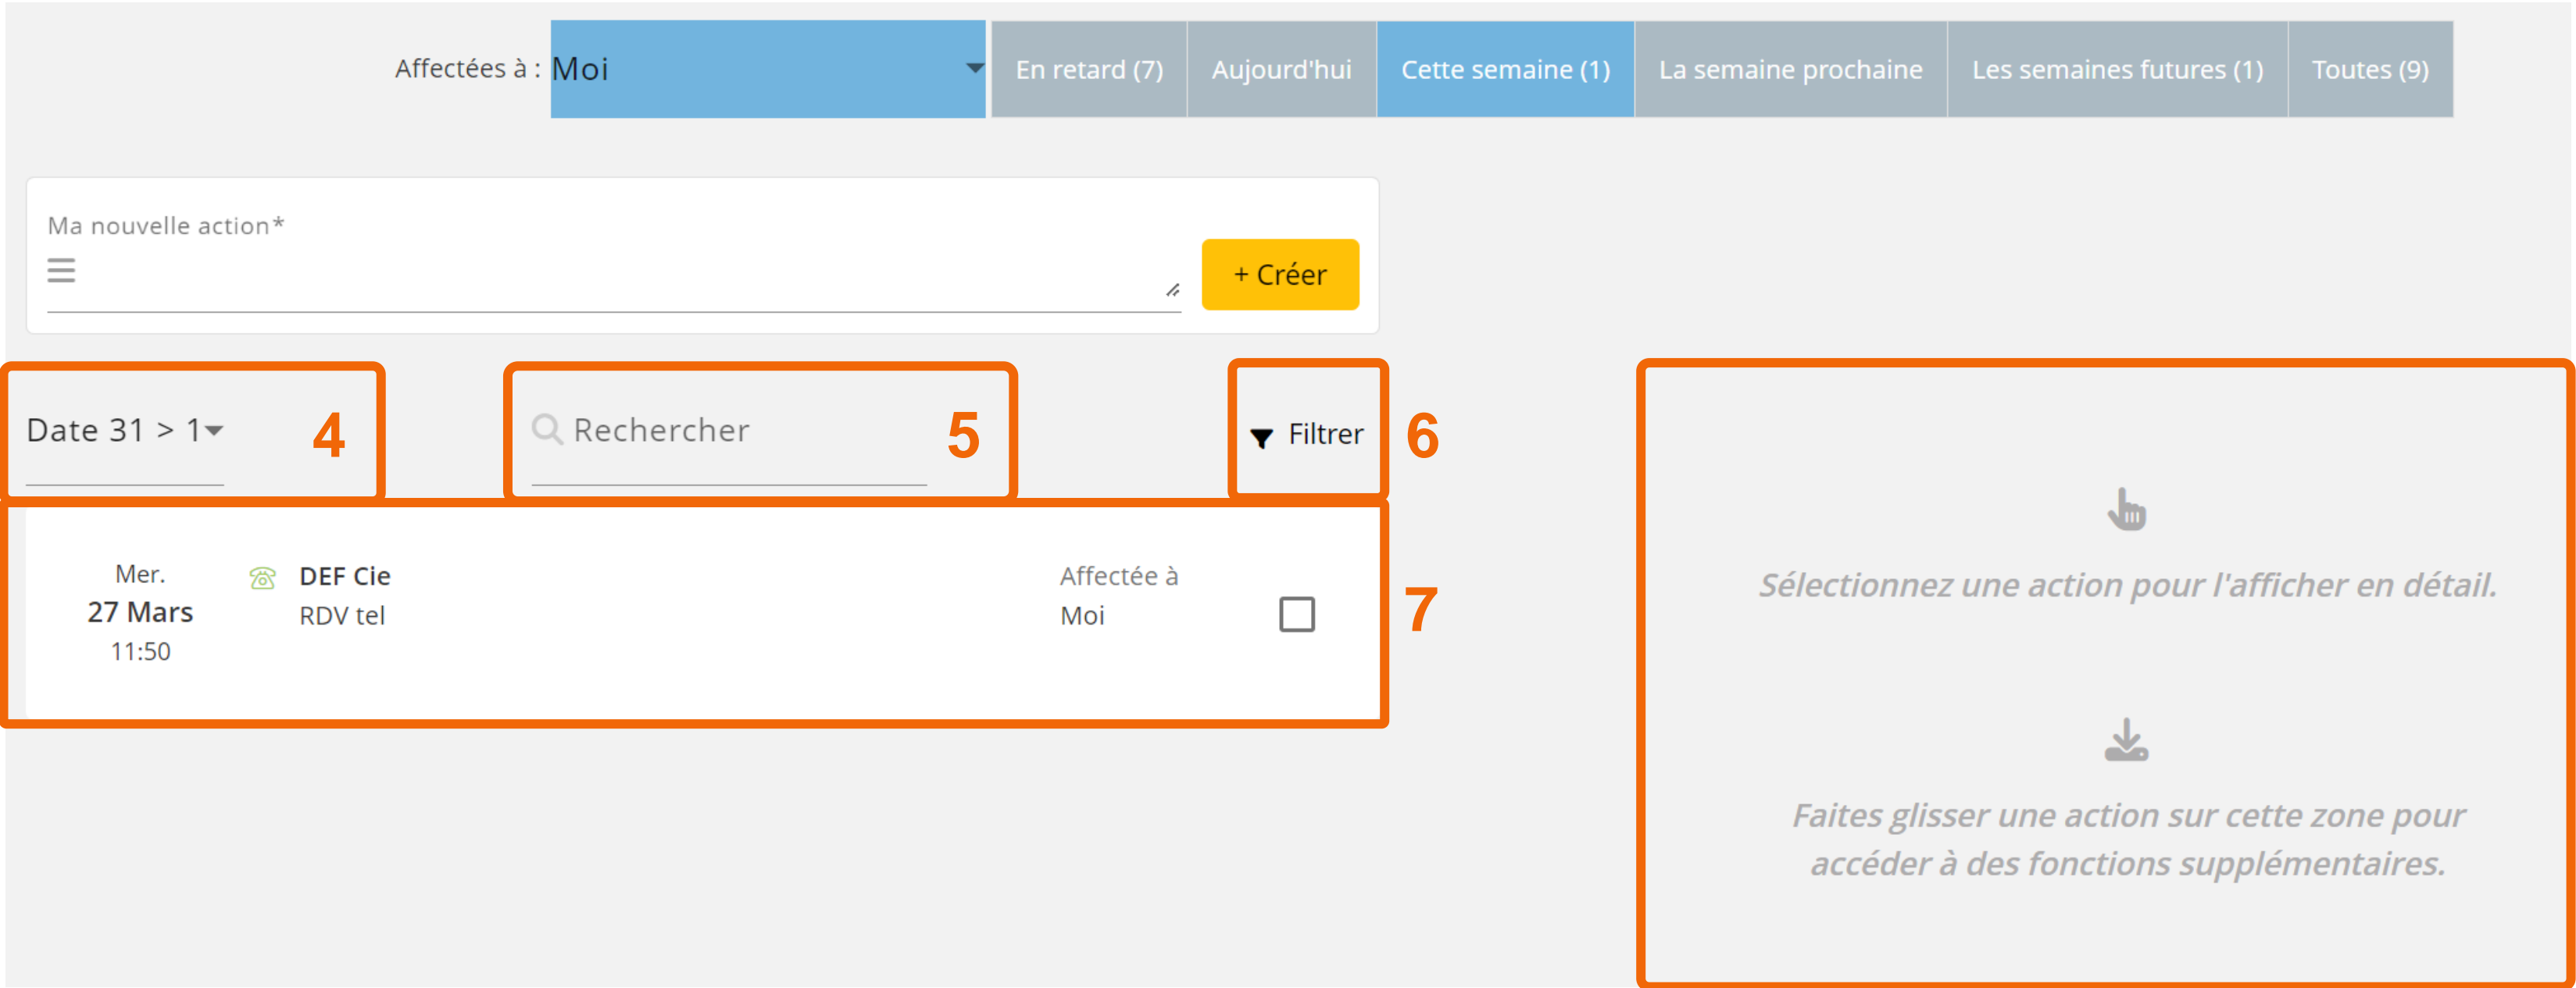 Affectées à : Moi En retard (7) Aujourd'hui Cette semaine (1) La semaine prochaine Les semaines futures (1) Toutes (9)
Ma nouvelle action*
+ Créer
Date 31 > 1 4 Rechercher 5 Filtrer 6
Mer.
27 Mars
11:50
DEF Cie
RDV tel
Affectée à
Moi
7
Sélectionnez une action pour l'afficher en détail.
Faites glisser une action sur cette zone pour
accéder à des fonctions supplémentaires.